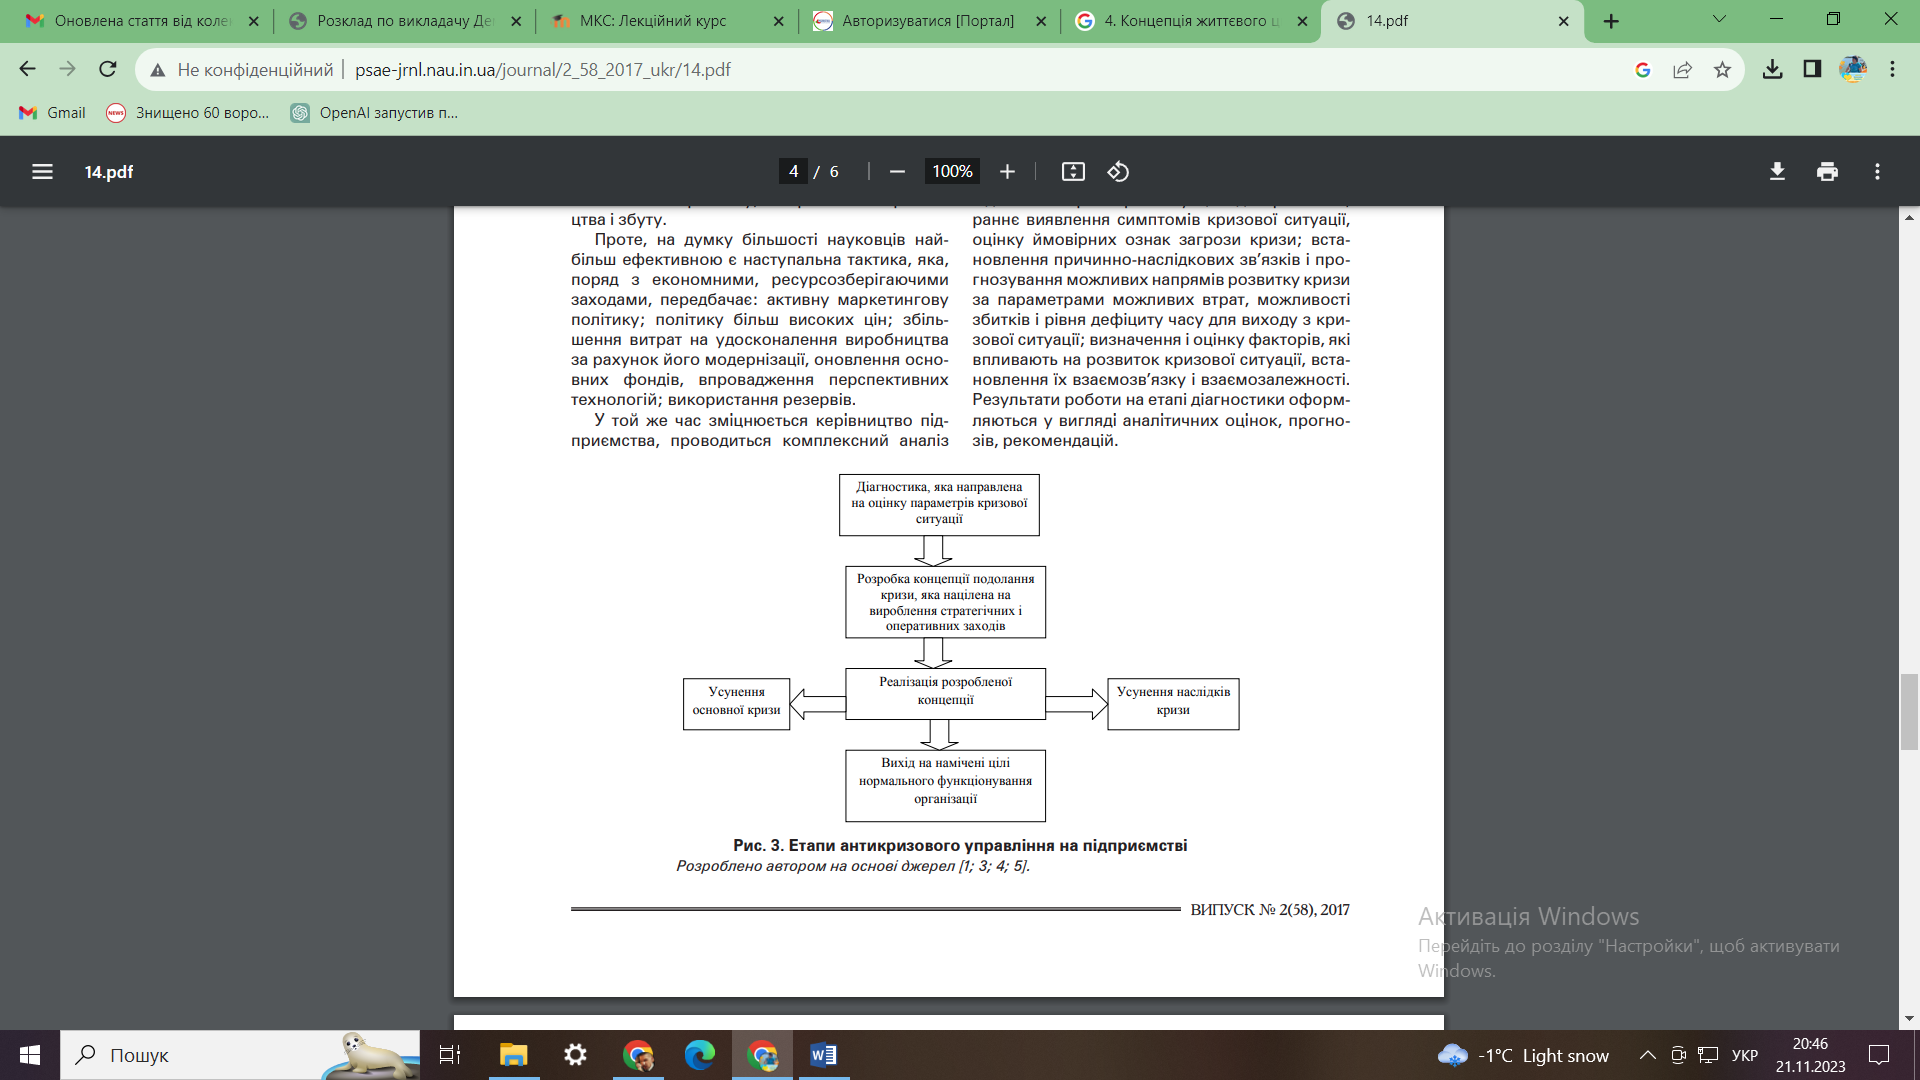 Оновлена стаття від коле
Розклад по викладачу Де
МКС: Лекційний курс
Авторизуватися [Портал]
4. Концепція життєвого ц
14.pdf
Не конфіденційний
psae-jrnl.nau.in.ua/journal/2_58_2017_ukr/14.pdf
Gmail
Знищено 60 воро...
OpenAI запустив п...
14.pdf
4 / 6
100%
цтва і збуту.
Проте, на думку більшості науковців най-
більш ефективною є наступальна тактика, яка,
поряд з економними, ресурсозберігаючими
заходами, передбачає: активну маркетингову
політику; політику більш високих цін; збіль-
шення витрат на удосконалення виробництва
за рахунок його модернізації, оновлення осно-
вних фондів, впровадження перспективних
технологій; використання резервів.
У той же час зміцнюється керівництво під-
приємства, проводиться комплексний аналіз
раннє виявлення симптомів кризової ситуації,
оцінку ймовірних ознак загрози кризи; вста-
новлення причинно-наслідкових зв’язків і про-
гнозування можливих напрямів розвитку кризи
за параметрами можливих втрат, можливості
збитків і рівня дефіциту часу для виходу з кри-
зової ситуації; визначення і оцінку факторів, які
впливають на розвиток кризової ситуації, вста-
новлення їх взаємозв’язку і взаємозалежності.
Результати роботи на етапі діагностики оформ-
ляються у вигляді аналітичних оцінок, прогно-
зів, рекомендацій.
Діагностика, яка направлена
на оцінку параметрів кризової
ситуації
Розробка концепції подолання
кризи, яка націлена на
вироблення стратегічних і
оперативних заходів
Усунення
основної кризи
Реалізація розробленої
концепції
Усунення наслідків
кризи
Вихід на намічені цілі
нормального функціонування
організації
Рис. 3. Етапи антикризового управління на підприємстві
Розроблено автором на основі джерел [1; 3; 4; 5].
ВИПУСК № 2(58), 2017
Активація Windows
Перейдіть до розділу "Настройки", щоб активувати
Windows.
Пошук
-1°C Light snow
УКР
20:46
21.11.2023